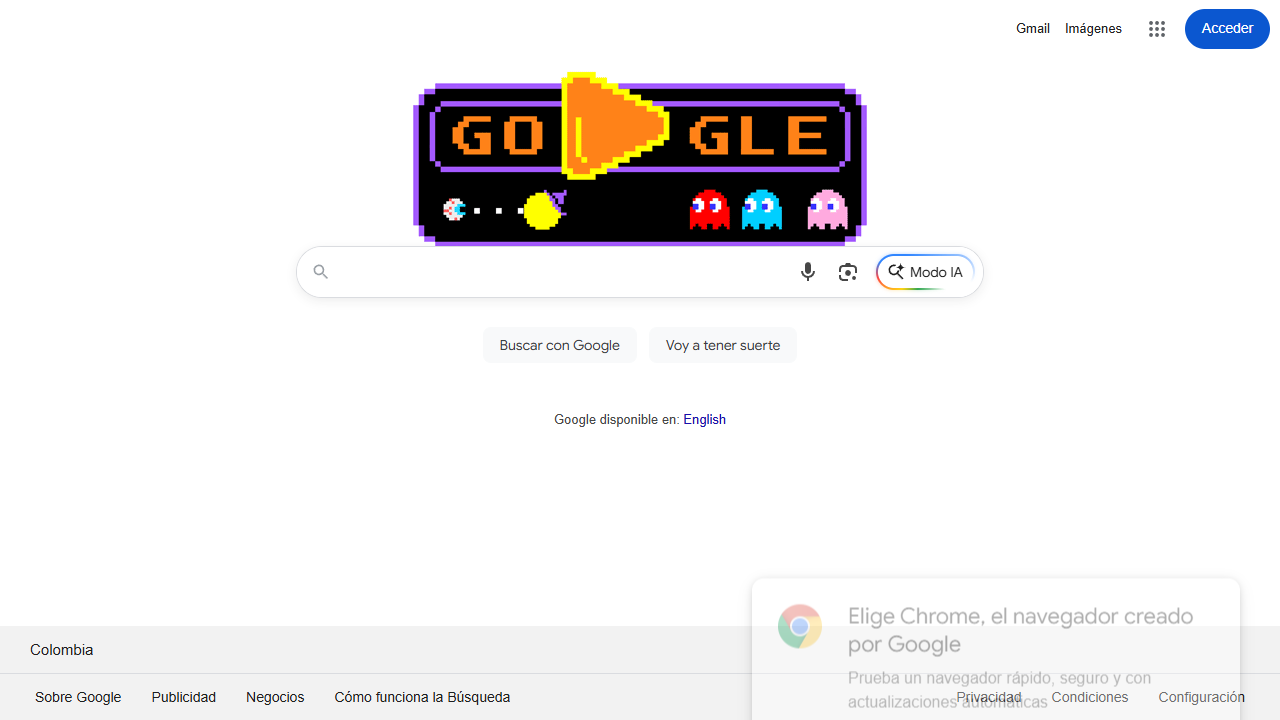 Gmail Imágenes Acceder
GO GLE
Modo IA
Buscar con Google Voy a tener suerte
Google disponible en: English
Elige Chrome, el navegador creado
por Google
Colombia
Prueba un navegador rápido, seguro y con
actualizaciones automáticas
Sobre Google Publicidad Negocios Cómo funciona la Búsqueda Privacidad Condiciones Configuración